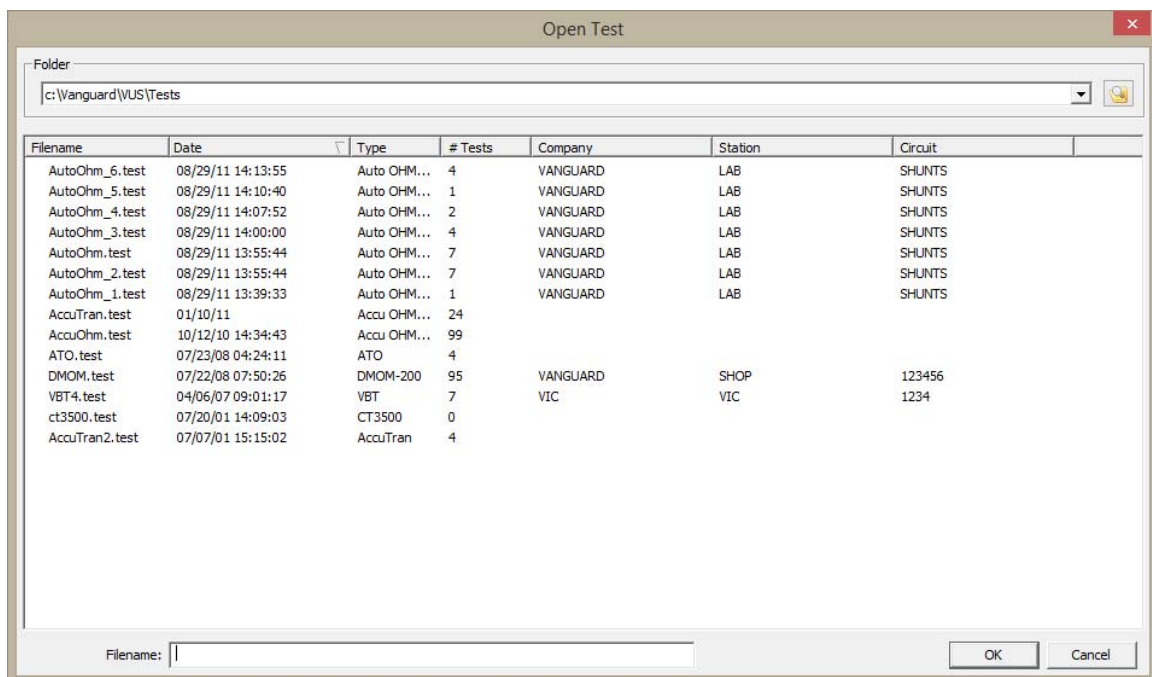 Open Test
Folder
c:\Vanguard\VUS\Tests
Filename Date Type # Tests Company Station Circuit
AutoOhm_6.test 08/29/11 14:13:55 Auto OHM... 4 VANGUARD LAB SHUNTS
AutoOhm_5.test 08/29/11 14:10:40 Auto OHM... 1 VANGUARD LAB SHUNTS
AutoOhm_4.test 08/29/11 14:07:52 Auto OHM... 2 VANGUARD LAB SHUNTS
AutoOhm_3.test 08/29/11 14:00:00 Auto OHM... 4 VANGUARD LAB SHUNTS
AutoOhm.test 08/29/11 13:55:44 Auto OHM... 7 VANGUARD LAB SHUNTS
AutoOhm_2.test 08/29/11 13:55:44 Auto OHM... 7 VANGUARD LAB SHUNTS
AutoOhm_1.test 08/29/11 13:39:33 Auto OHM... 1 VANGUARD LAB SHUNTS
AccuTran.test 01/10/11 Accu OHM... 24
AccuOhm.test 10/12/10 14:34:43 Accu OHM... 99
ATO.test 07/23/08 04:24:11 ATO 4
DMOM.test 07/22/08 07:50:26 DMOM-200 95 VANGUARD SHOP 123456
VBT4.test 04/06/07 09:01:17 VBT 7 VIC VIC 1234
ct3500.test 07/20/01 14:09:03 CT3500 0
AccuTran2.test 07/07/01 15:15:02 AccuTran 4
Filename:
OK Cancel